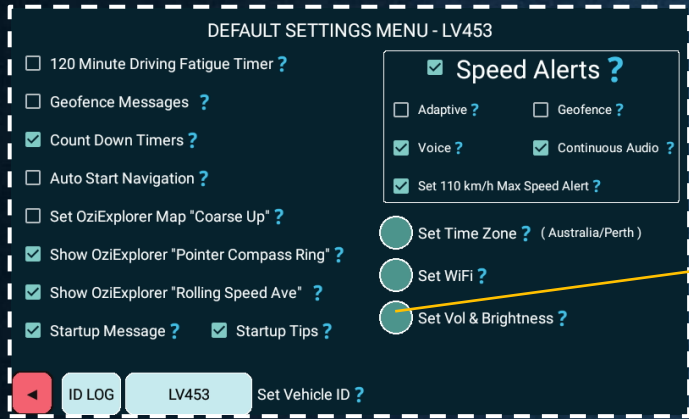 DEFAULT SETTINGS MENU - LV453
120 Minute Driving Fatigue Timer ?
Geofence Messages ?
Count Down Timers ?
Auto Start Navigation ?
Set OziExplorer Map "Coarse Up" ?
Show OziExplorer "Pointer Compass Ring" ?
Show OziExplorer "Rolling Speed Ave" ?
Startup Message ? Startup Tips ?
Speed Alerts ?
Adaptive ? Geofence ?
Voice ? Continuous Audio ?
Set 110 km/h Max Speed Alert ?
Set Time Zone ? ( Australia/Perth )
Set WiFi ?
Set Vol & Brightness ?
ID LOG LV453 Set Vehicle ID ?